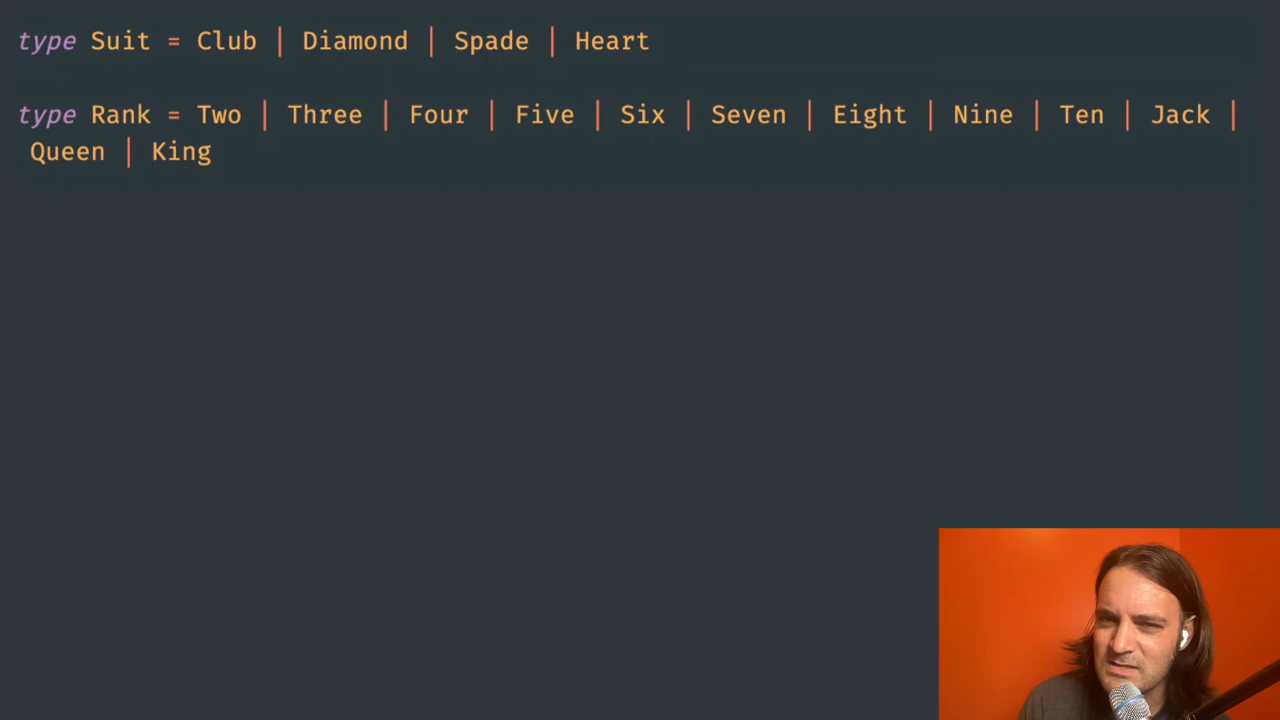 type Suit = Club | Diamond | Spade | Heart
type Rank = Two | Three | Four | Five | Six | Seven | Eight | Nine | Ten | Jack |
Queen | King